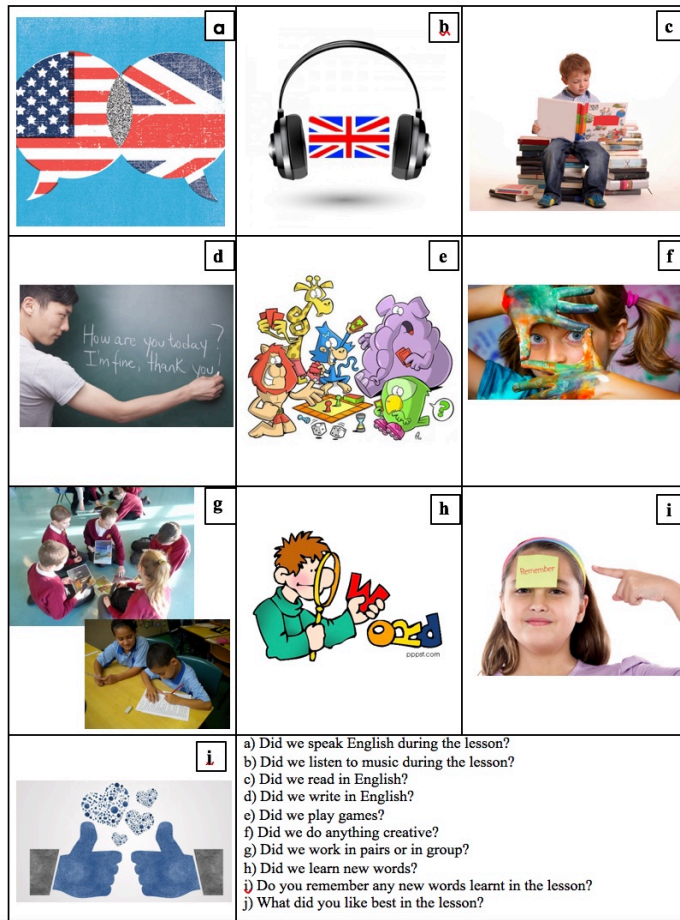 a
b
c
d
How are you today?
I'm fine, thank you!
e
?
f
g
h
W
ORD
pppst.com
i
Remember
j
a) Did we speak English during the lesson?
b) Did we listen to music during the lesson?
c) Did we read in English?
d) Did we write in English?
e) Did we play games?
f) Did we do anything creative?
g) Did we work in pairs or in group?
h) Did we learn new words?
i) Do you remember any new words learnt in the lesson?
j) What did you like best in the lesson?